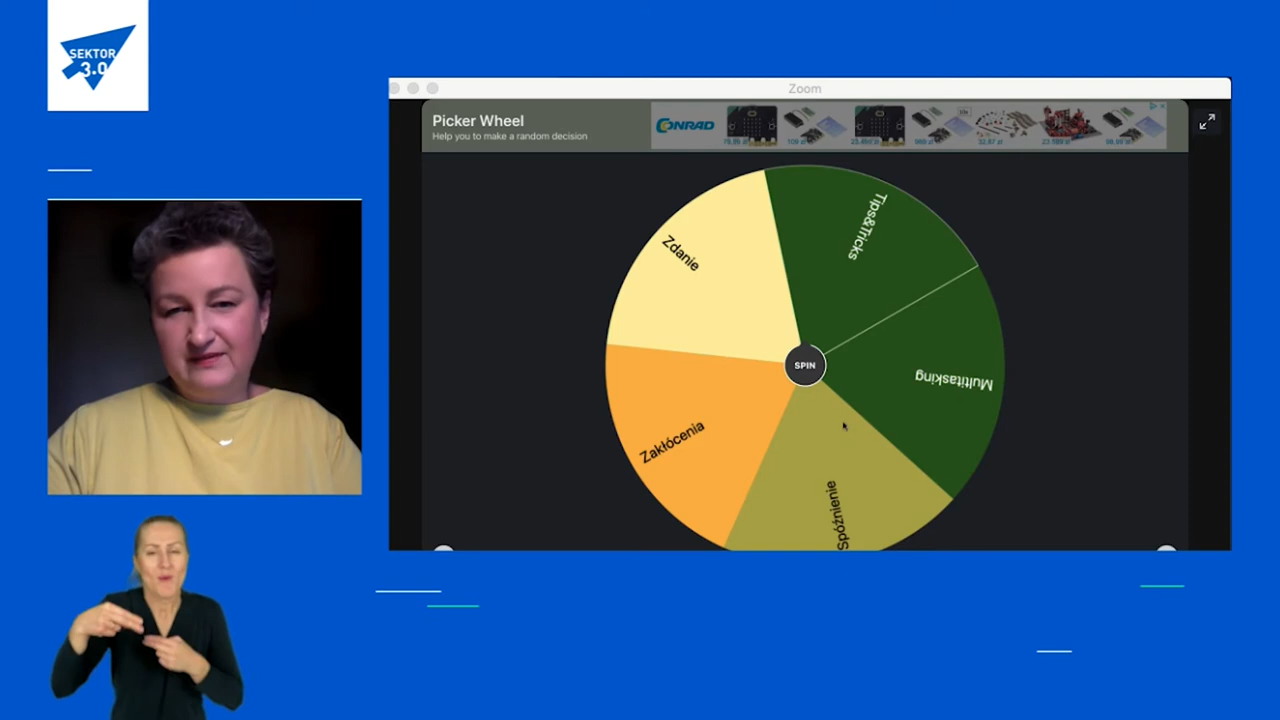 SEKTOR
3.0
Zoom
Picker Wheel
Help you to make a random decision
CONRAD
Tips&Tricks
Zdanie
SPIN
Multitasking
Zakłócenia
Spóźnienie